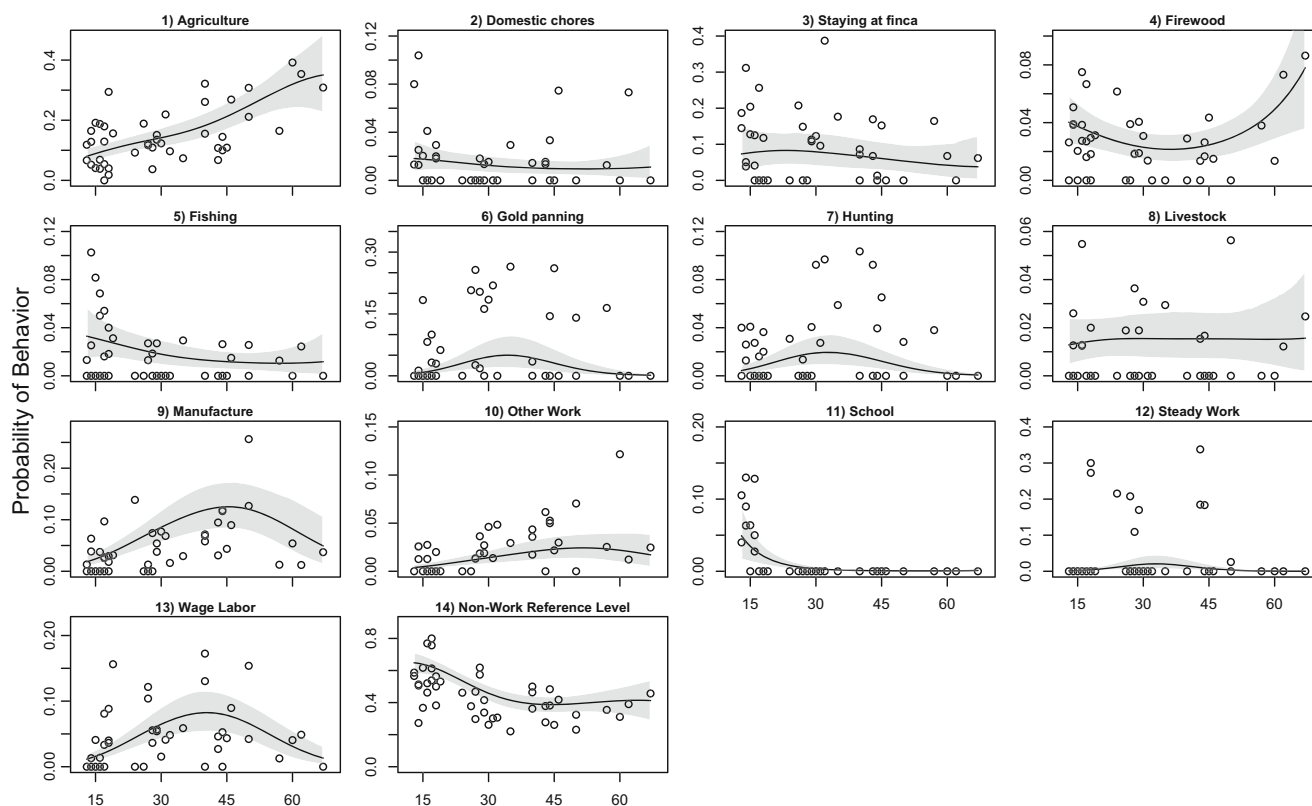 1) Agriculture
2) Domestic chores
3) Staying at finca
4) Firewood
0.0 0.2 0.4
0.00 0.04 0.08 0.12
0.0 0.1 0.2 0.3 0.4
0.00 0.04 0.08
5) Fishing
6) Gold panning
7) Hunting
8) Livestock
0.00 0.04 0.08 0.12
0.00 0.15 0.30
0.00 0.04 0.08 0.12
0.00 0.02 0.04 0.06
Probability of Behavior
9) Manufacture
10) Other Work
11) School
12) Steady Work
0.00 0.10 0.20
0.00 0.05 0.10 0.15
0.00 0.10 0.20
0.0 0.1 0.2 0.3 0.4
15 30 45 60
15 30 45 60
13) Wage Labor
14) Non-Work Reference Level
0.00 0.10 0.20
0.0 0.4 0.8
15 30 45 60
15 30 45 60